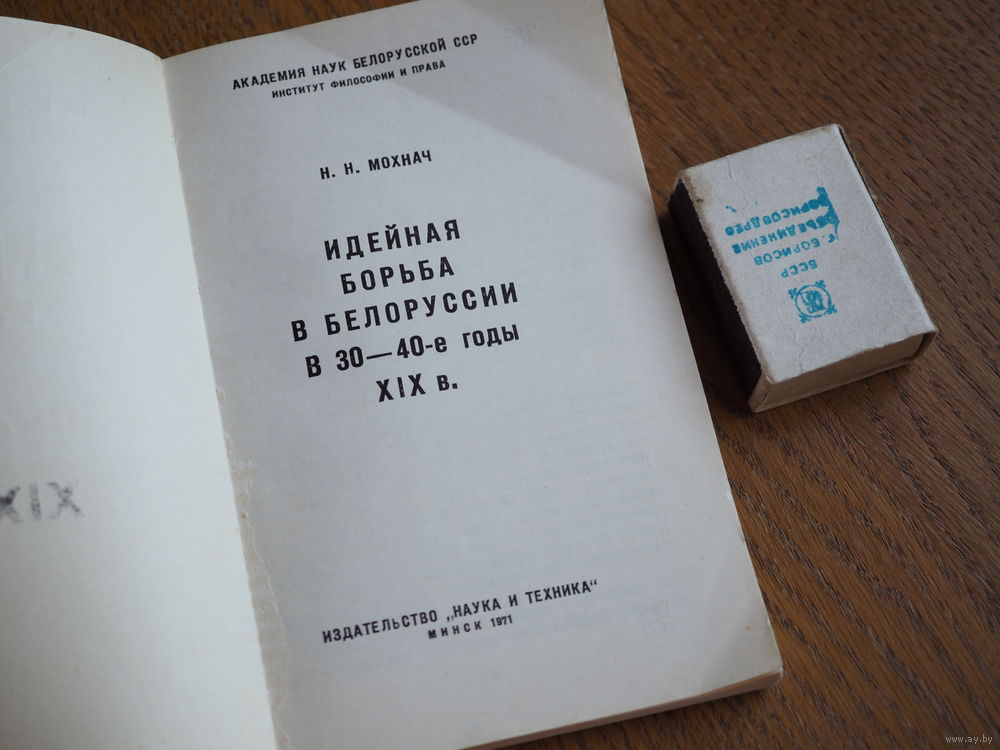 АКАДЕМИЯ НАУК БЕЛОРУССКОЙ ССР
ИНСТИТУТ ФИЛОСОФИИ И ПРАВА
Н. Н. МОХНАЧ
ИДЕЙНАЯ
БОРЬБА
В БЕЛОРУССИИ
В 30—40-е ГОДЫ
XIX в.
ИЗДАТЕЛЬСТВО „НАУКА И ТЕХНИКА“
МИНСК 1971
XIX
БССР
г. БОРИСОВ
ОБЪЕДИНЕНИЕ
БОРИСОВДРЕВ
www.ay.by